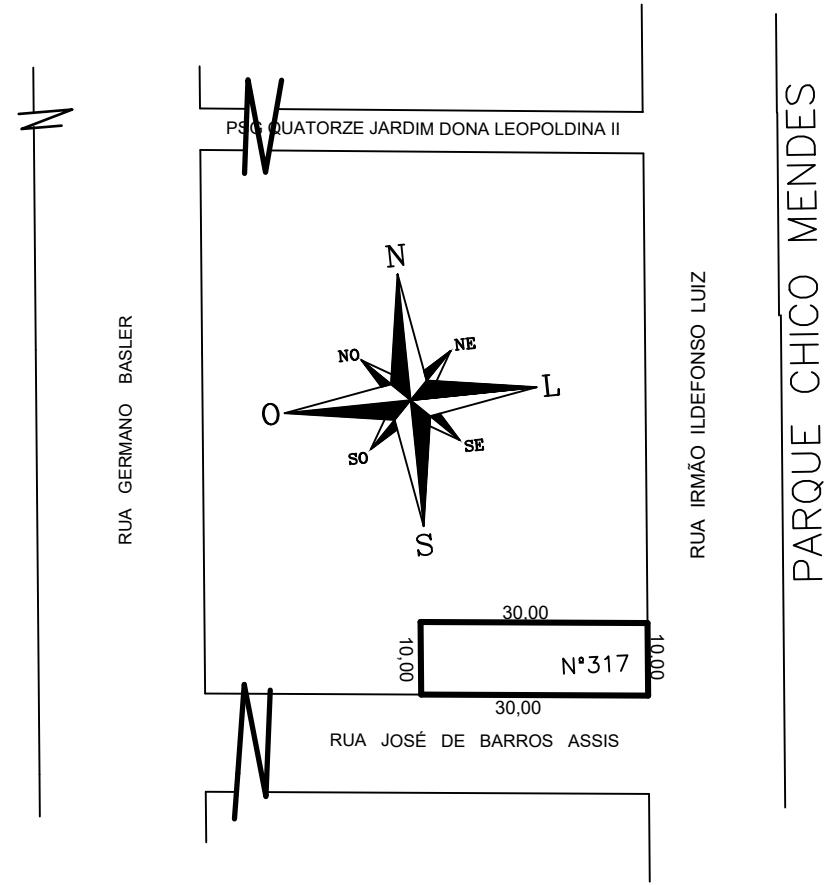 PSG QUATORZE JARDIM DONA LEOPOLDINA II
PARQUE CHICO MENDES
RUA GERMANO BASLER
RUA IRMÃO ILDEFONSO LUIZ
N
NO
NE
O
L
SO
SE
S
30,00
10,00
Nº317
10,00
30,00
RUA JOSÉ DE BARROS ASSIS